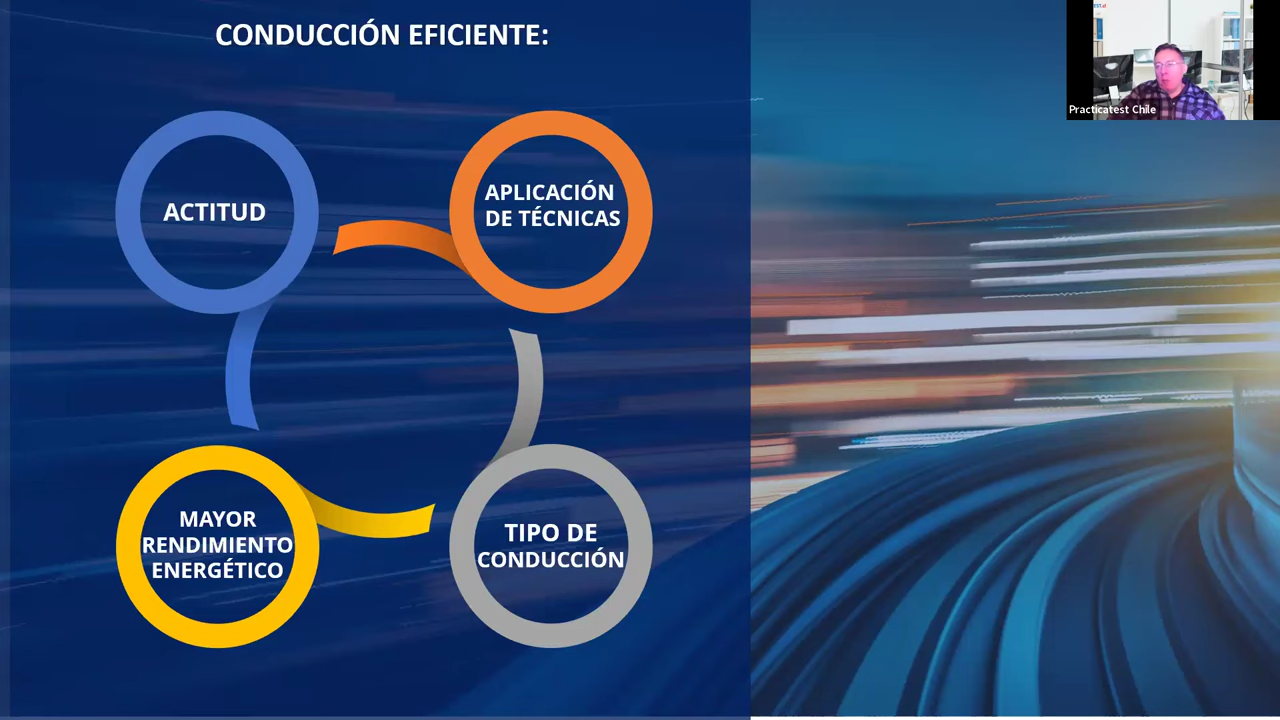 CONDUCCIÓN EFICIENTE:
ACTITUD
APLICACIÓN
DE TÉCNICAS
MAYOR
RENDIMIENTO
ENERGÉTICO
TIPO DE
CONDUCCIÓN
Practicatest Chile